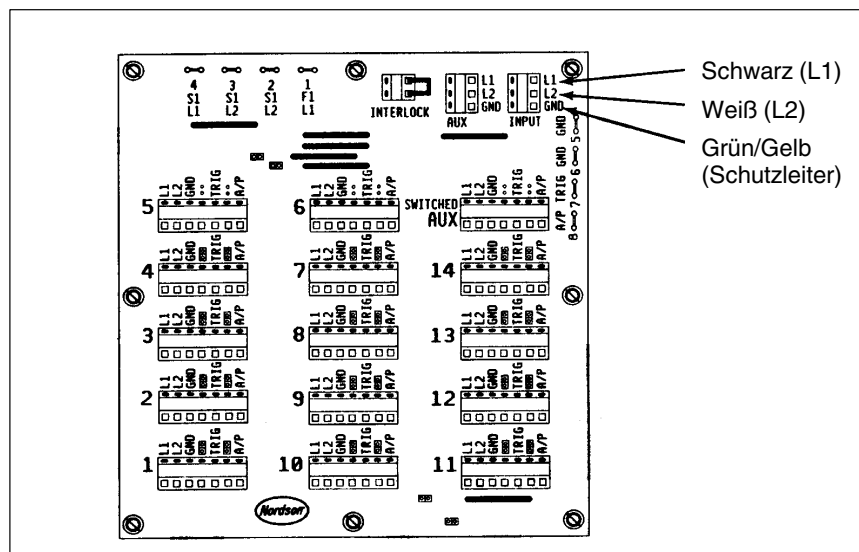 4 3 2 1
S1 S1 S1 F1
L1 L2 L2 L1
INTERLOCK
L1
L2
GND
AUX
L1
L2
GND
INPUT
Schwarz (L1)
Weiß (L2)
Grün/Gelb
(Schutzleiter)
GND 5
GND 6
TRIG 7
A/P 8
5 L1 L2 GND TRIG A/P
6 L1 L2 GND TRIG A/P
SWITCHED
AUX L1 L2 GND TRIG A/P
4 L1 L2 GND TRIG A/P
7 L1 L2 GND TRIG A/P
14 L1 L2 GND TRIG A/P
3 L1 L2 GND TRIG A/P
8 L1 L2 GND TRIG A/P
13 L1 L2 GND TRIG A/P
2 L1 L2 GND TRIG A/P
9 L1 L2 GND TRIG A/P
12 L1 L2 GND TRIG A/P
1 L1 L2 GND TRIG A/P
10 L1 L2 GND TRIG A/P
11 L1 L2 GND TRIG A/P
Nordson